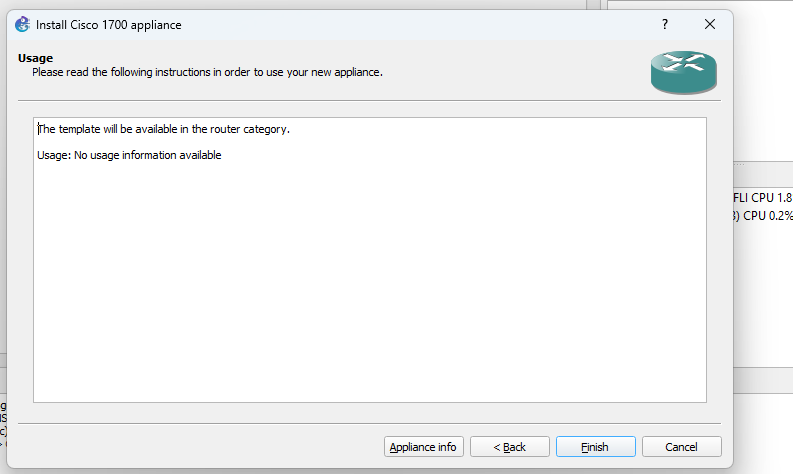 Install Cisco 1700 appliance
?
Usage
Please read the following instructions in order to use your new appliance.
The template will be available in the router category.
Usage: No usage information available
FLI CPU 1.8
) CPU 0.2%
Appliance info
< Back
Finish
Cancel